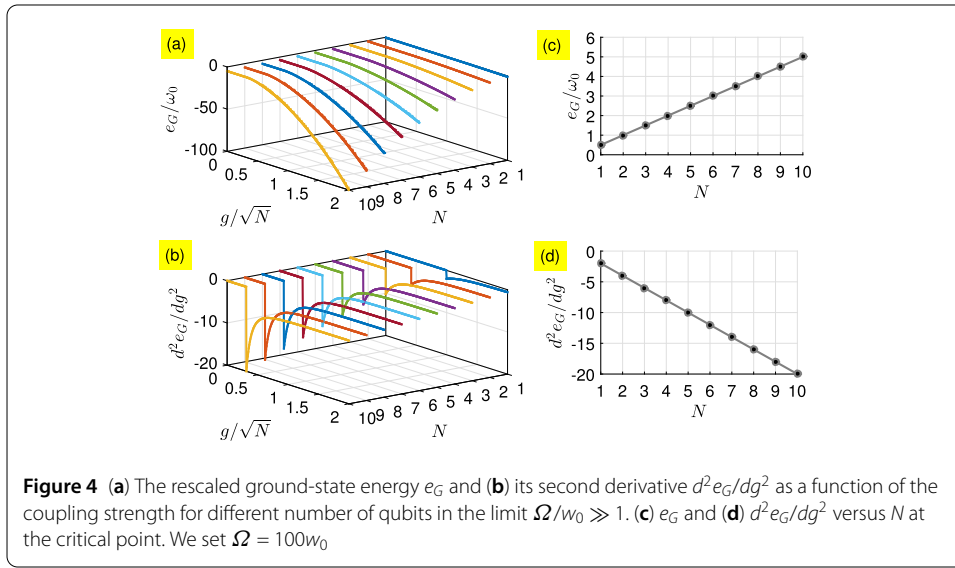 (a)
0
-50
-100
e_G/ω_0
0
0.5
1
1.5
2
g/√N
10 9 8 7 6 5 4 3 2 1
N
(c)
6
5
4
3
2
1
0
e_G/ω_0
1 2 3 4 5 6 7 8 9 10
N
(b)
0
-10
-20
d²e_G/dg²
0
0.5
1
1.5
2
g/√N
10 9 8 7 6 5 4 3 2 1
N
(d)
0
-5
-10
-15
-20
d²e_G/dg²
1 2 3 4 5 6 7 8 9 10
N
Figure 4 (a) The rescaled ground-state energy e_G and (b) its second derivative d²e_G/dg² as a function of the
coupling strength for different number of qubits in the limit Ω/w_0 ≫ 1. (c) e_G and (d) d²e_G/dg² versus N at
the critical point. We set Ω = 100w_0